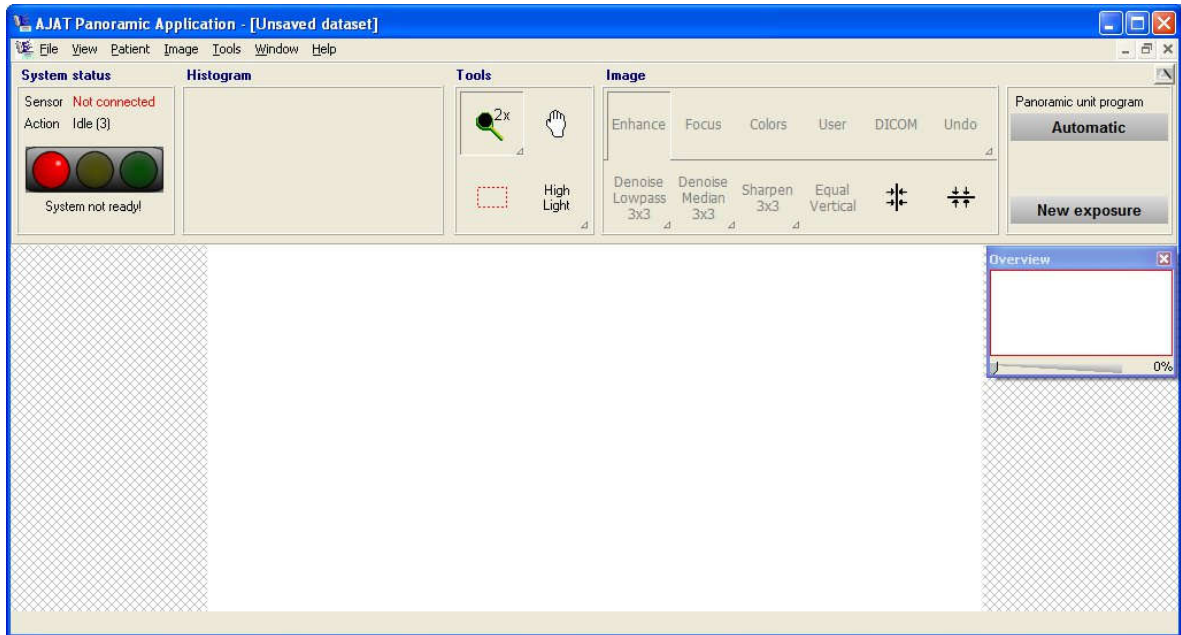 AJAT Panoramic Application - [Unsaved dataset]
File View Patient Image Tools Window Help
System status
Histogram
Tools
Image
Sensor Not connected
Action Idle (3)
System not ready!
2x
High
Light
Enhance Focus Colors User DICOM Undo
Denoise
Lowpass
3x3
Denoise
Median
3x3
Sharpen
3x3
Equal
Vertical
Panoramic unit program
Automatic
New exposure
Overview
0%